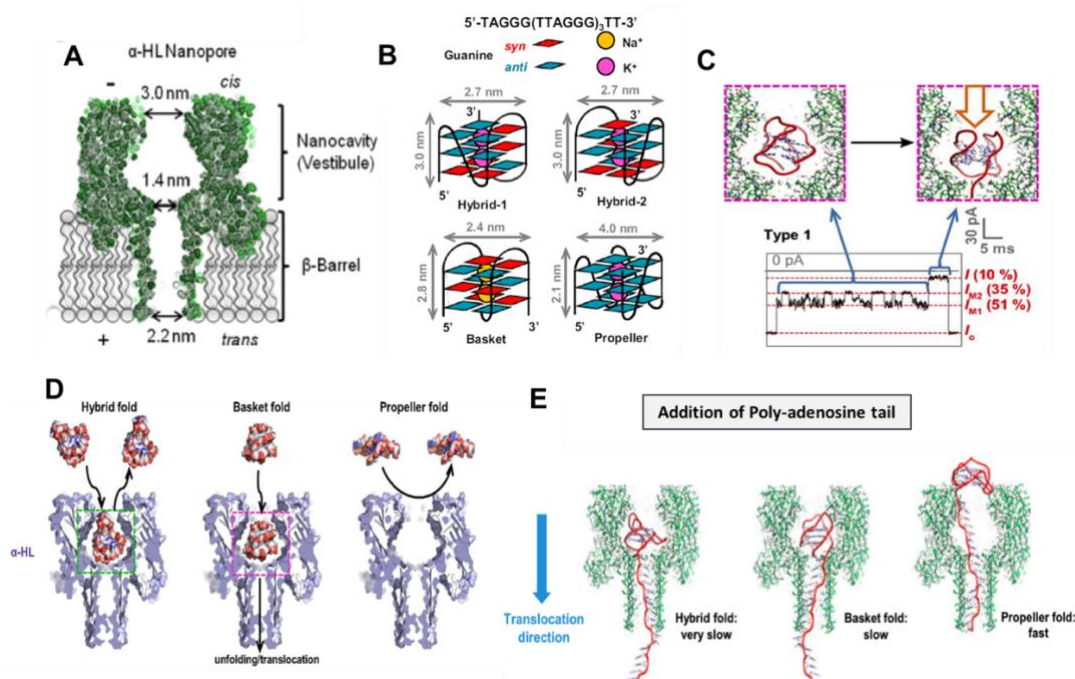 A
α-HL Nanopore
-
cis
3.0 nm
Nanocavity
(Vestibule)
1.4 nm
β-Barrel
+
2.2 nm
trans
B
5'-TAGGG(TTAGGG)3TT-3'
Guanine
syn
anti
Na+
K+
2.7 nm
3'
3.0 nm
5'
Hybrid-1
2.7 nm
3'
3.0 nm
5'
Hybrid-2
2.4 nm
2.8 nm
5'
3'
Basket
4.0 nm
2.1 nm
5'
3'
Propeller
C
30 pA
5 ms
Type 1
0 pA
I (10 %)
IM2 (35 %)
IM1 (51 %)
Io
D
Hybrid fold
Basket fold
Propeller fold
α-HL
unfolding/translocation
E
Addition of Poly-adenosine tail
Translocation
direction
Hybrid fold:
very slow
Basket fold:
slow
Propeller fold:
fast